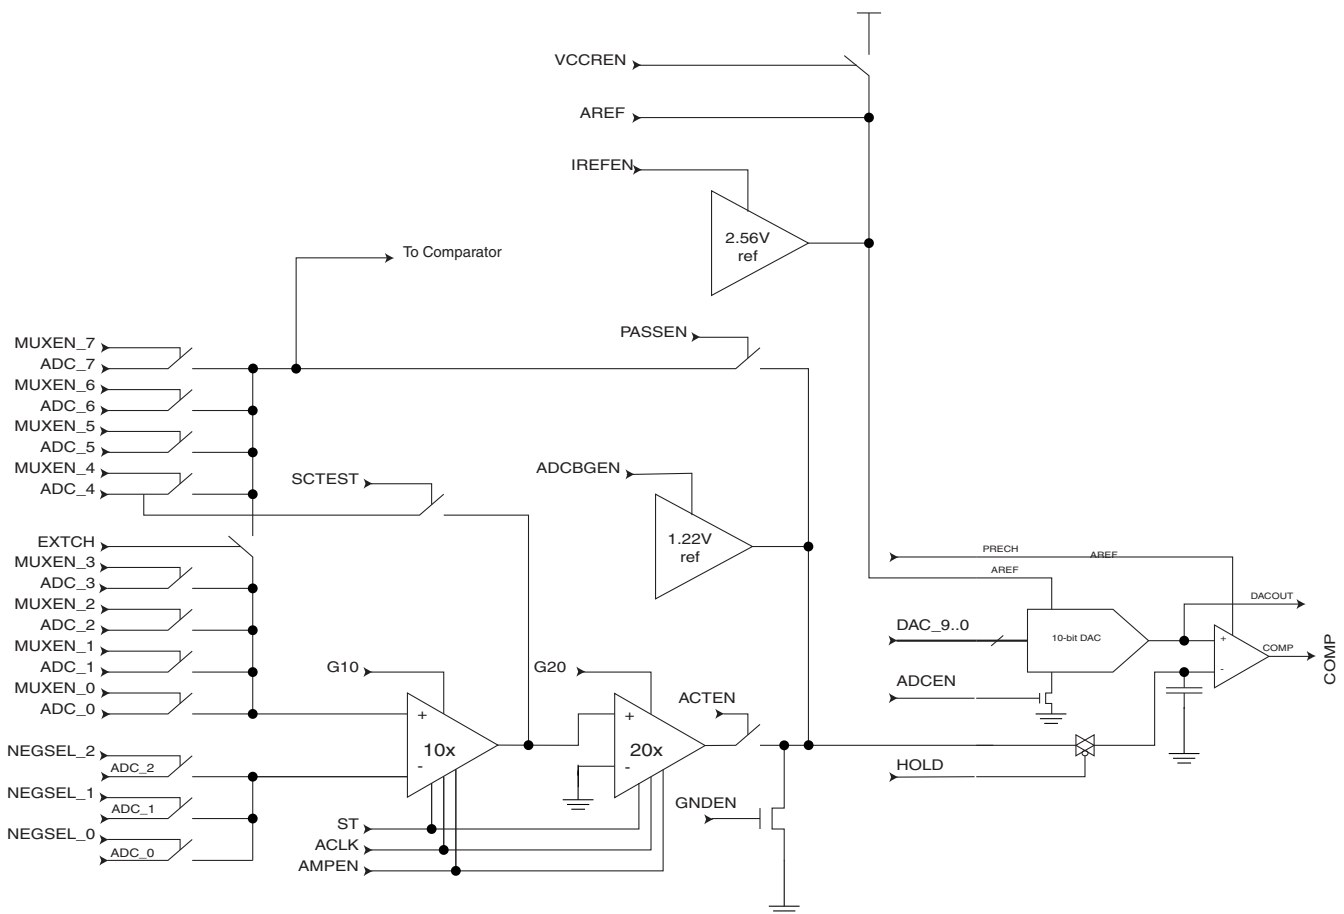 VCCREN
AREF
IREFEN
2.56V
ref
To Comparator
PASSEN
MUXEN_7
ADC_7
MUXEN_6
ADC_6
MUXEN_5
ADC_5
MUXEN_4
ADC_4
SCTEST
ADCBGEN
1.22V
ref
EXTCH
MUXEN_3
ADC_3
MUXEN_2
ADC_2
MUXEN_1
ADC_1
MUXEN_0
ADC_0
PRECH
AREF
AREF
DACOUT
DAC_9..0
10-bit DAC
+
-
COMP
COMP
ADCEN
G10
G20
ACTEN
+
10x
-
+
20x
-
HOLD
NEGSEL_2
ADC_2
NEGSEL_1
ADC_1
NEGSEL_0
ADC_0
GNDEN
ST
ACLK
AMPEN